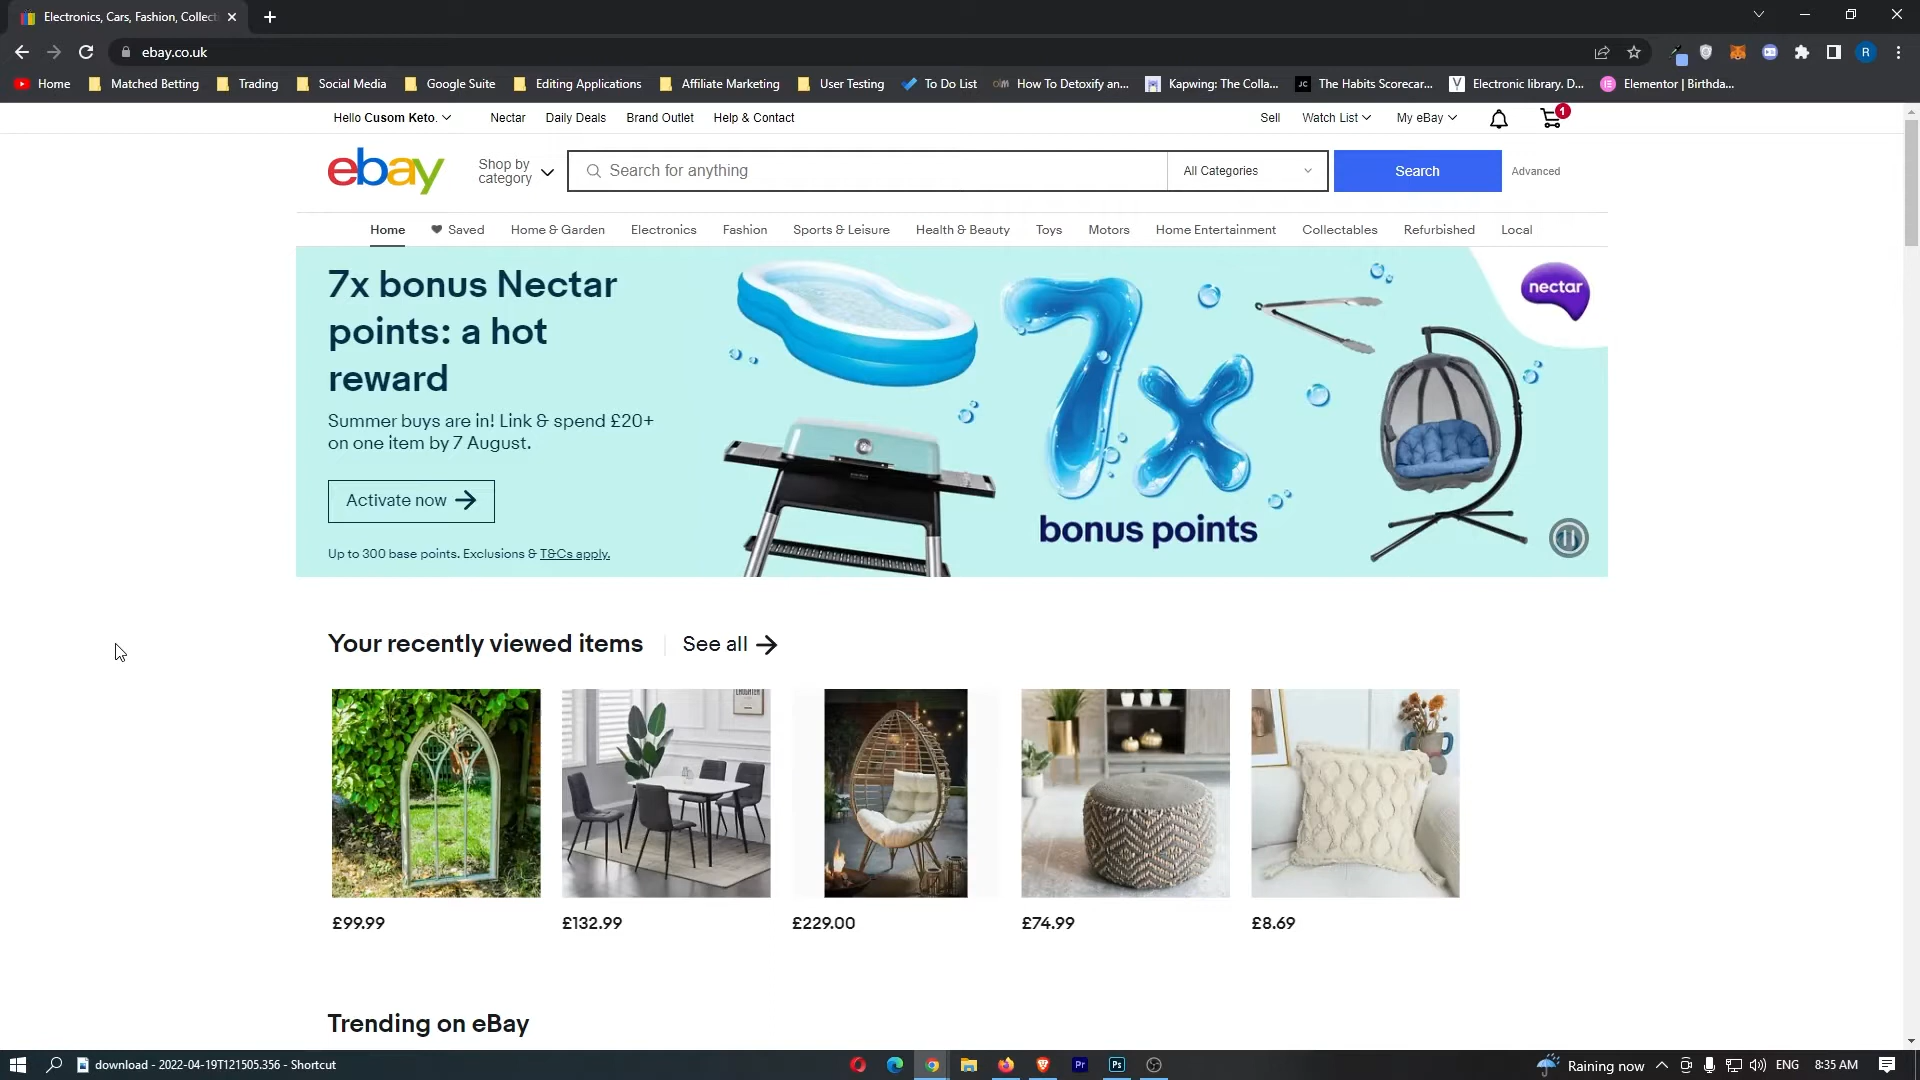 Electronics, Cars, Fashion, Collect
ebay.co.uk
Home
Matched Betting
Trading
Social Media
Google Suite
Editing Applications
Affiliate Marketing
User Testing
To Do List
How To Detoxify an...
Kapwing: The Colla...
JC
The Habits Scorecar...
Electronic library. D...
Elementor | Birthda...
R
Hello Cusom Keto.
Nectar
Daily Deals
Brand Outlet
Help & Contact
Sell
Watch List
My eBay
1
ebay
Shop by
category
Search for anything
All Categories
Search
Advanced
Home
Saved
Home & Garden
Electronics
Fashion
Sports & Leisure
Health & Beauty
Toys
Motors
Home Entertainment
Collectables
Refurbished
Local
7x bonus Nectar
points: a hot
reward
Summer buys are in! Link & spend £20+
on one item by 7 August.
Activate now
Up to 300 base points. Exclusions & T&Cs apply.
7x
bonus points
nectar
Your recently viewed items
See all
£99.99
£132.99
£229.00
£74.99
£8.69
Trending on eBay
download - 2022-04-19T121505.356 - Shortcut
Pr
Ps
Raining now
ENG
8:35 AM